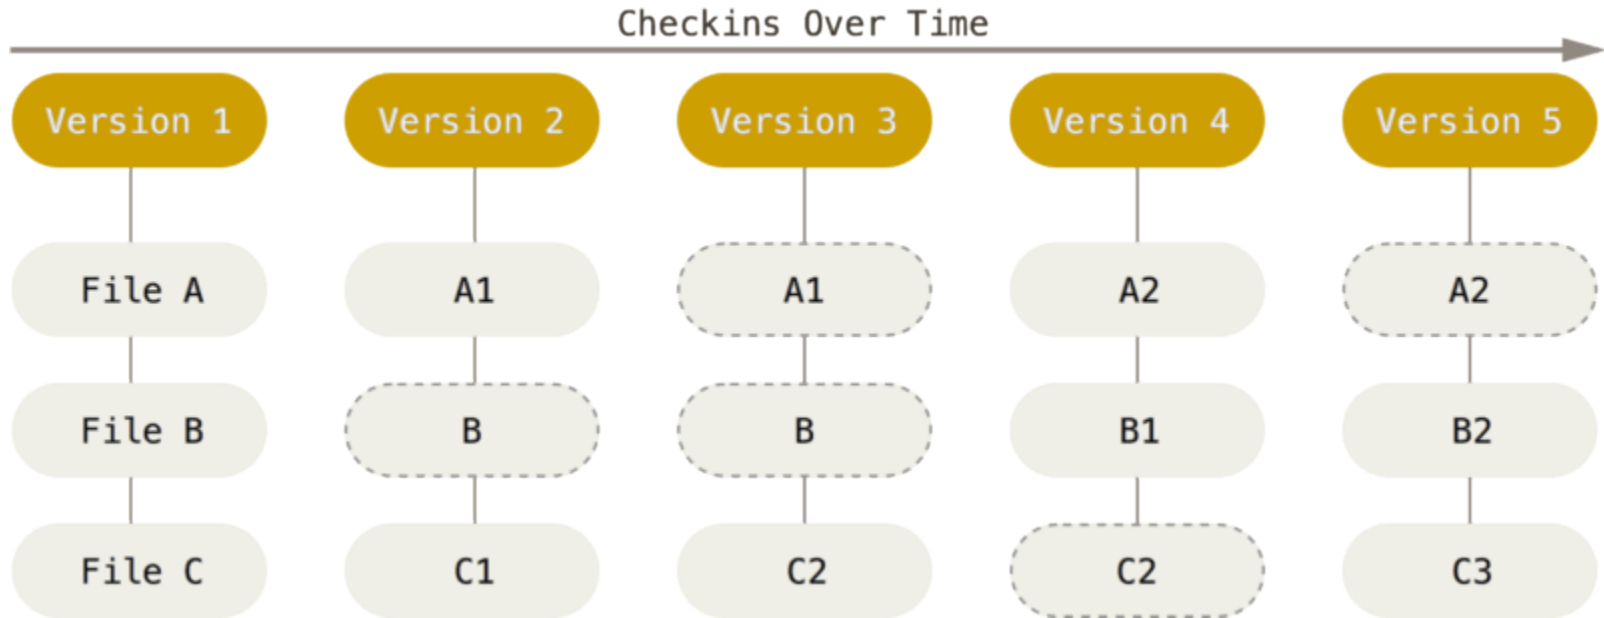 Checkins Over Time
Version 1 Version 2 Version 3 Version 4 Version 5
File A A1 A1 A2 A2
File B B B B1 B2
File C C1 C2 C2 C3